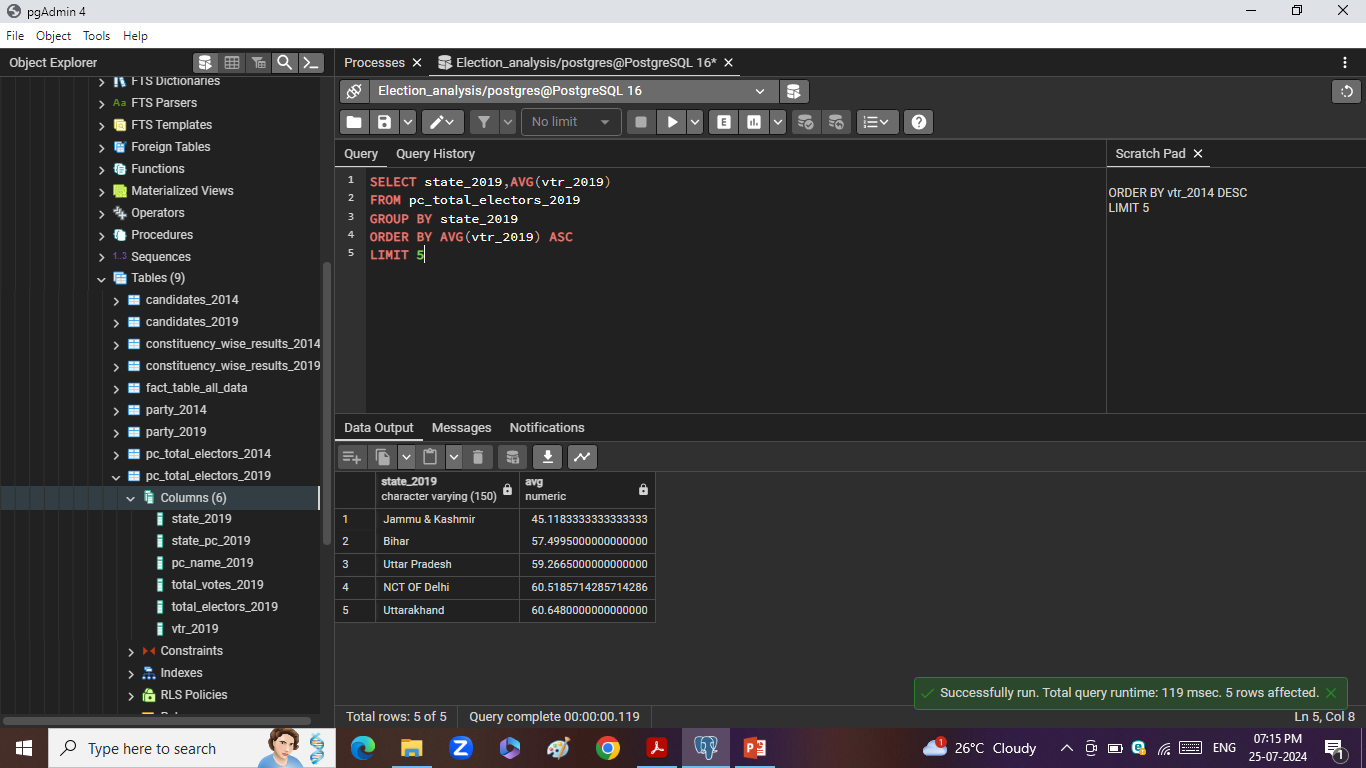 pgAdmin 4
File Object Tools Help
Object Explorer
FTS Dictionaries
Aa FTS Parsers
FTS Templates
Foreign Tables
Functions
Materialized Views
Operators
Procedures
1..3 Sequences
Tables (9)
candidates_2014
candidates_2019
constituency_wise_results_2014
constituency_wise_results_2019
fact_table_all_data
party_2014
party_2019
pc_total_electors_2014
pc_total_electors_2019
Columns (6)
state_2019
state_pc_2019
pc_name_2019
total_votes_2019
total_electors_2019
vtr_2019
Constraints
Indexes
RLS Policies
Processes
Election_analysis/postgres@PostgreSQL 16*
Election_analysis/postgres@PostgreSQL 16
No limit
E
Query Query History
1 SELECT state_2019,AVG(vtr_2019)
2 FROM pc_total_electors_2019
3 GROUP BY state_2019
4 ORDER BY AVG(vtr_2019) ASC
5 LIMIT 5
Scratch Pad
ORDER BY vtr_2014 DESC
LIMIT 5
Data Output Messages Notifications
state_2019 avg
character varying (150) numeric
1 Jammu & Kashmir 45.1183333333333333
2 Bihar 57.4995000000000000
3 Uttar Pradesh 59.2665000000000000
4 NCT OF Delhi 60.5185714285714286
5 Uttarakhand 60.6480000000000000
Successfully run. Total query runtime: 119 msec. 5 rows affected.
Total rows: 5 of 5 Query complete 00:00:00.119 Ln 5, Col 8
Type here to search
1 26°C Cloudy ENG 07:15 PM
25-07-2024 1